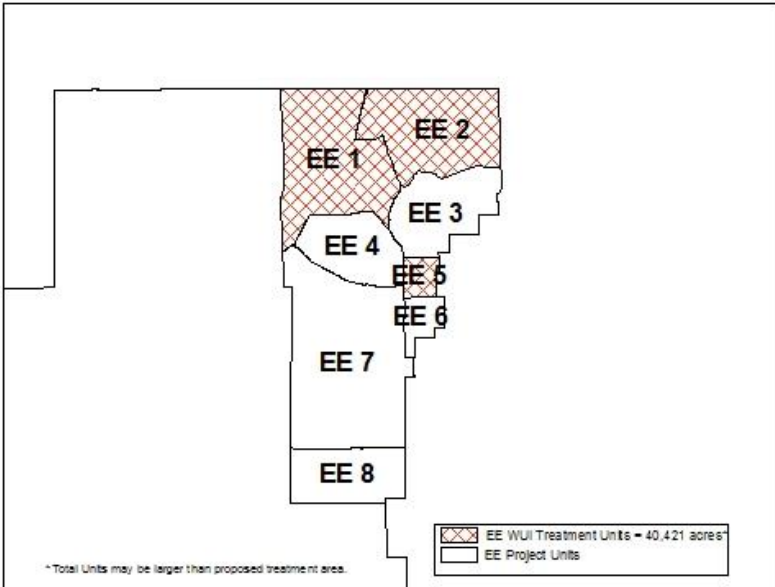 EE 2
EE 1
EE 3
EE 4
EE 5
EE 6
EE 7
EE 8
EE WUI Treatment Units = 40,421 acres*
EE Project Units
*Total Units may be larger than proposed treatment area.